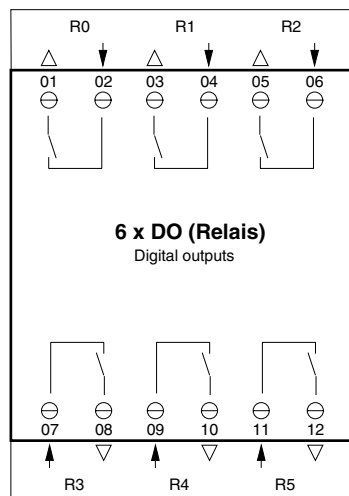 R0 R1 R2
01 02 03 04 05 06
6 x DO (Relais)
Digital outputs
07 08 09 10 11 12
R3 R4 R5